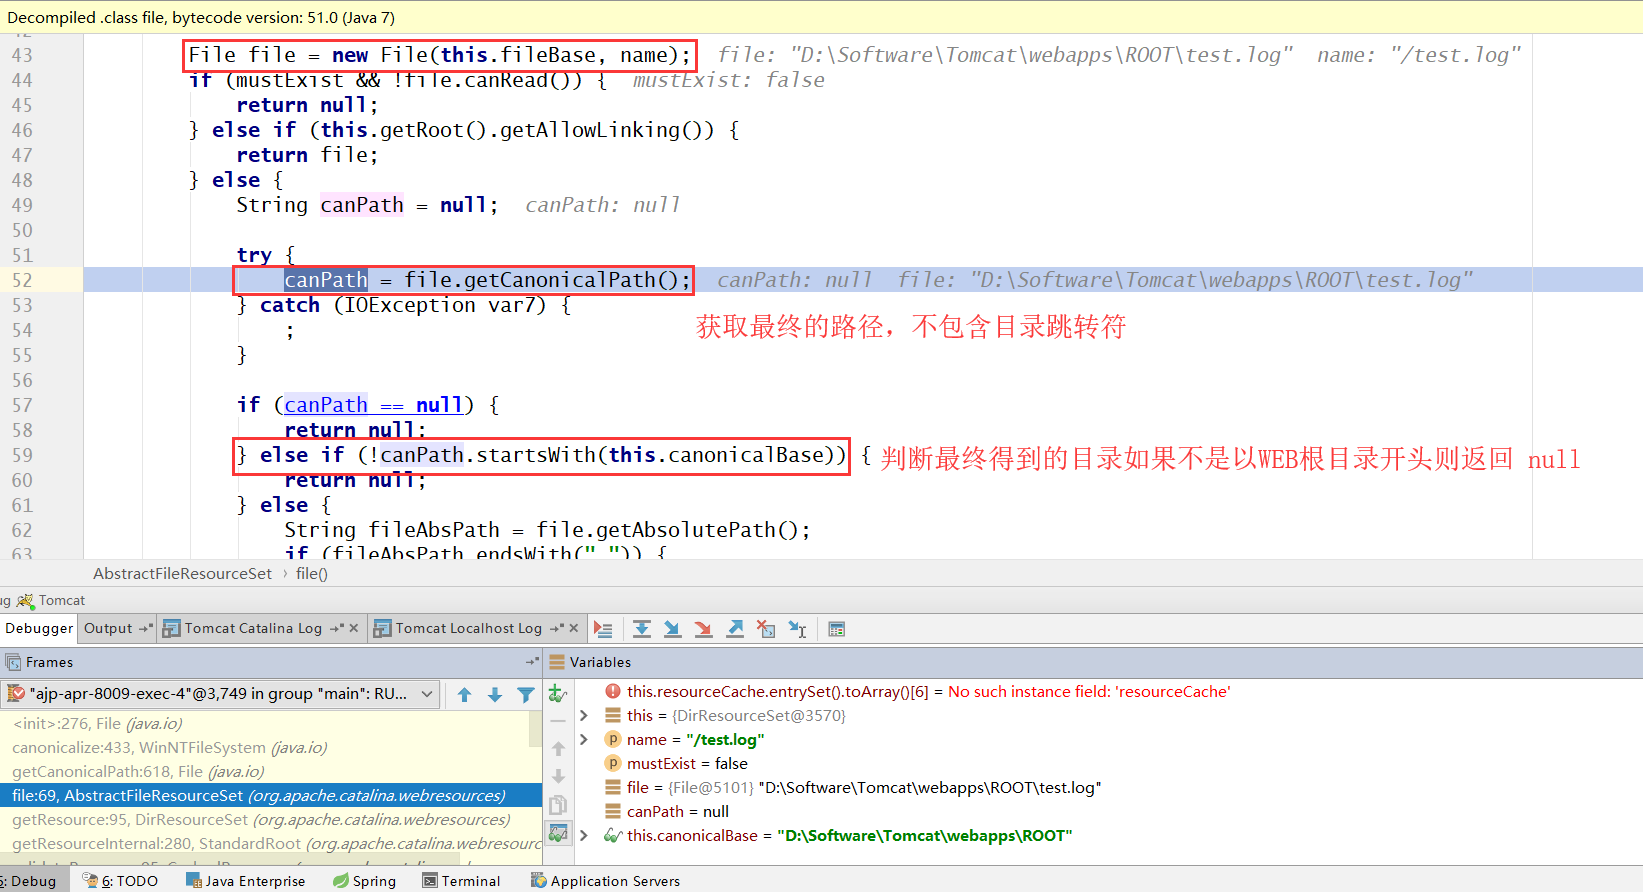 Decompiled .class file, bytecode version: 51.0 (Java 7)
43 File file = new File(this.fileBase, name); file: "D:\Software\Tomcat\webapps\ROOT\test.log" name: "/test.log"
44 if (mustExist && !file.canRead()) { mustExist: false
45 return null;
46 } else if (this.getRoot().getAllowLinking()) {
47 return file;
48 } else {
49 String canPath = null; canPath: null
50
51 try {
52 canPath = file.getCanonicalPath(); canPath: null file: "D:\Software\Tomcat\webapps\ROOT\test.log"
53 } catch (IOException var7) {
获取最终的路径，不包含目录跳转符
54 ;
55 }
56
57 if (canPath == null) {
58 return null;
59 } else if (!canPath.startsWith(this.canonicalBase)) { 判断最终得到的目录如果不是以WEB根目录开头则返回 null
60 return null;
61 } else {
62 String fileAbsPath = file.getAbsolutePath();
63 if (fileAbsPath.endsWith(".")) {
AbstractFileResourceSet › file()
ug Tomcat
Debugger Output Tomcat Catalina Log Tomcat Localhost Log
Frames
Variables
"ajp-apr-8009-exec-4"@3,749 in group "main": RU...
<init>:276, File (java.io)
canonicalize:433, WinNTFileSystem (java.io)
getCanonicalPath:618, File (java.io)
file:69, AbstractFileResourceSet (org.apache.catalina.webresources)
getResource:95, DirResourceSet (org.apache.catalina.webresources)
getResourceInternal:280, StandardRoot (org.apache.catalina.webresourc
this.resourceCache.entrySet().toArray()[6] = No such instance field: 'resourceCache'
this = {DirResourceSet@3570}
name = "/test.log"
mustExist = false
file = {File@5101} "D:\Software\Tomcat\webapps\ROOT\test.log"
canPath = null
this.canonicalBase = "D:\Software\Tomcat\webapps\ROOT"
5: Debug 6: TODO Java Enterprise Spring Terminal Application Servers